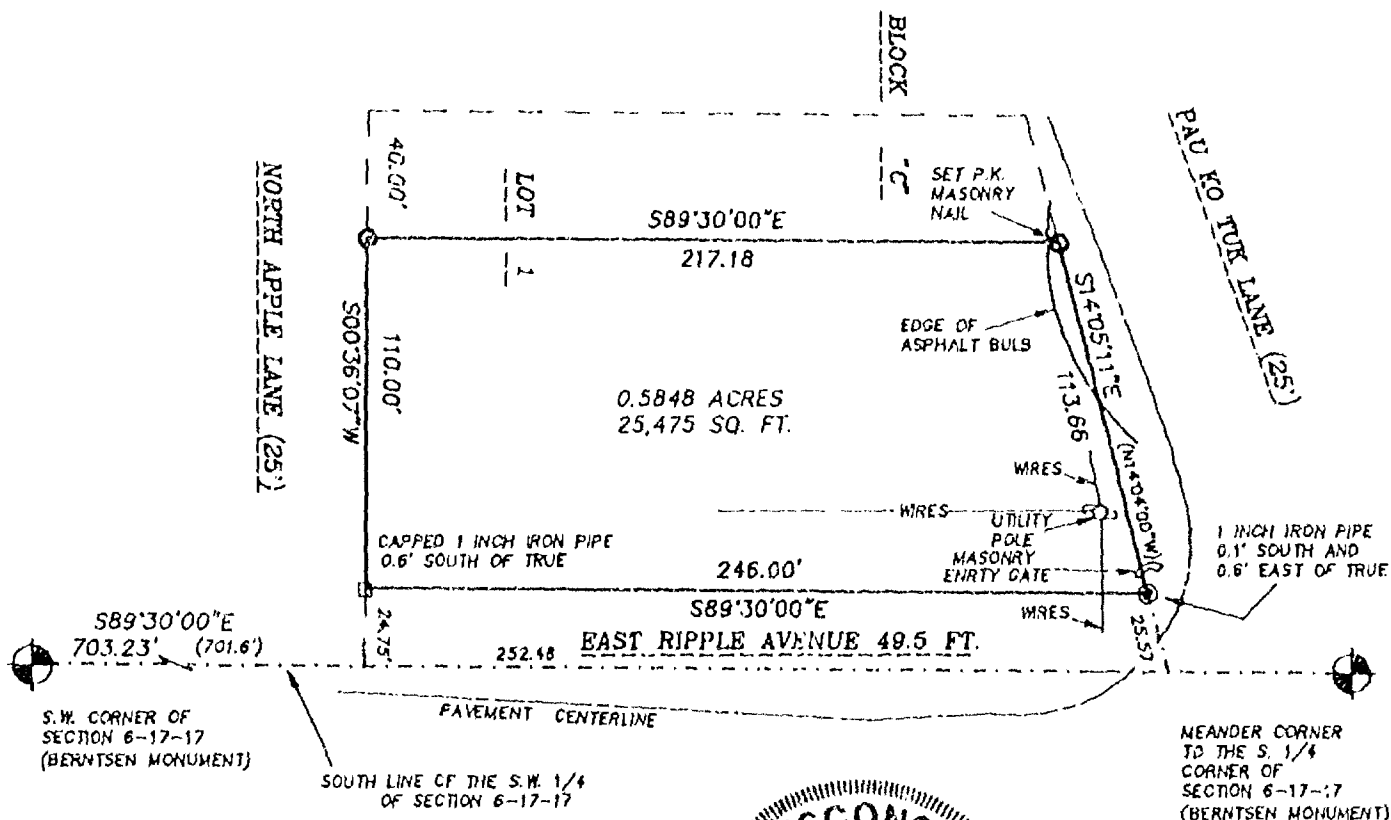 BLOCK "C"
PAU KO TUK LANE (25')
NORTH APPLE LANE (25')
40.00'
LOT 1
SET P.K.
MASONRY
NAIL
S89°30'00"E
217.18
EDGE OF
ASPHALT BULB
S14°05'11"E
113.66
(N14°04'00"W)
S00°36'07"W
110.00'
0.5848 ACRES
25,475 SQ. FT.
WIRES
WIRES
UTILITY
POLE
MASONRY
ENRTY GATE
WIRES
1 INCH IRON PIPE
0.1' SOUTH AND
0.6' EAST OF TRUE
CAPPED 1 INCH IRON PIPE
0.6' SOUTH OF TRUE
246.00'
S89°30'00"E
EAST RIPPLE AVENUE 49.5 FT.
S89°30'00"E
703.23' (701.6')
24.75'
252.48
25.57
PAVEMENT CENTERLINE
S.W. CORNER OF
SECTION 6-17-17
(BERNTSEN MONUMENT)
SOUTH LINE OF THE S.W. 1/4
OF SECTION 6-17-17
MEANDER CORNER
TO THE S. 1/4
CORNER OF
SECTION 6-17-17
(BERNTSEN MONUMENT)